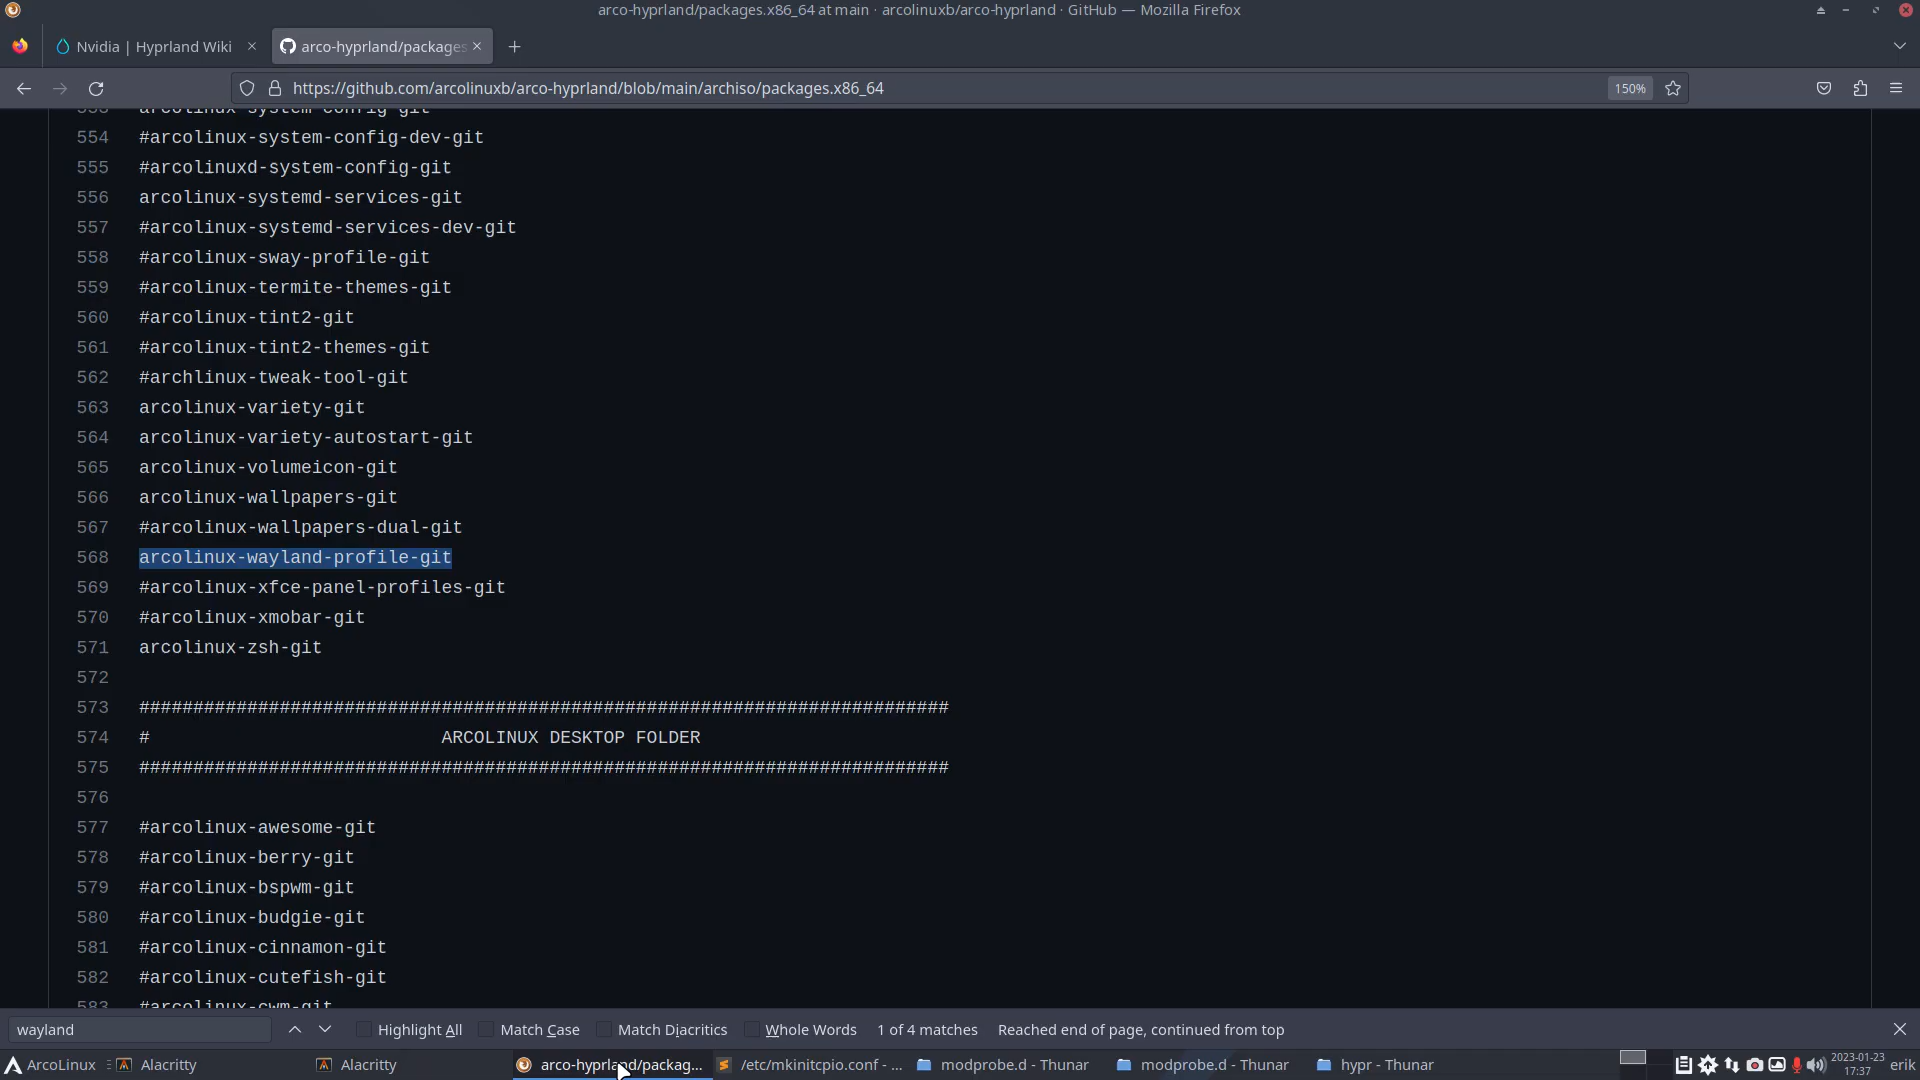 arco-hyprland/packages.x86_64 at main · arcolinuxb/arco-hyprland · GitHub — Mozilla Firefox
Nvidia | Hyprland Wiki
arco-hyprland/packages
https://github.com/arcolinuxb/arco-hyprland/blob/main/archiso/packages.x86_64
150%
553 arcolinux-system-config-git
554 #arcolinux-system-config-dev-git
555 #arcolinuxd-system-config-git
556 arcolinux-systemd-services-git
557 #arcolinux-systemd-services-dev-git
558 #arcolinux-sway-profile-git
559 #arcolinux-termite-themes-git
560 #arcolinux-tint2-git
561 #arcolinux-tint2-themes-git
562 #archlinux-tweak-tool-git
563 arcolinux-variety-git
564 arcolinux-variety-autostart-git
565 arcolinux-volumeicon-git
566 arcolinux-wallpapers-git
567 #arcolinux-wallpapers-dual-git
568 arcolinux-wayland-profile-git
569 #arcolinux-xfce-panel-profiles-git
570 #arcolinux-xmobar-git
571 arcolinux-zsh-git
572
573 ###########################################################################
574 # ARCOLINUX DESKTOP FOLDER
575 ###########################################################################
576
577 #arcolinux-awesome-git
578 #arcolinux-berry-git
579 #arcolinux-bspwm-git
580 #arcolinux-budgie-git
581 #arcolinux-cinnamon-git
582 #arcolinux-cutefish-git
583 #arcolinux-cwm-git
wayland Highlight All Match Case Match Diacritics Whole Words 1 of 4 matches Reached end of page, continued from top
ArcoLinux Alacritty Alacritty arco-hyprland/packag... /etc/mkinitcpio.conf - ... modprobe.d - Thunar modprobe.d - Thunar hypr - Thunar 2023-01-23 erik
17:37